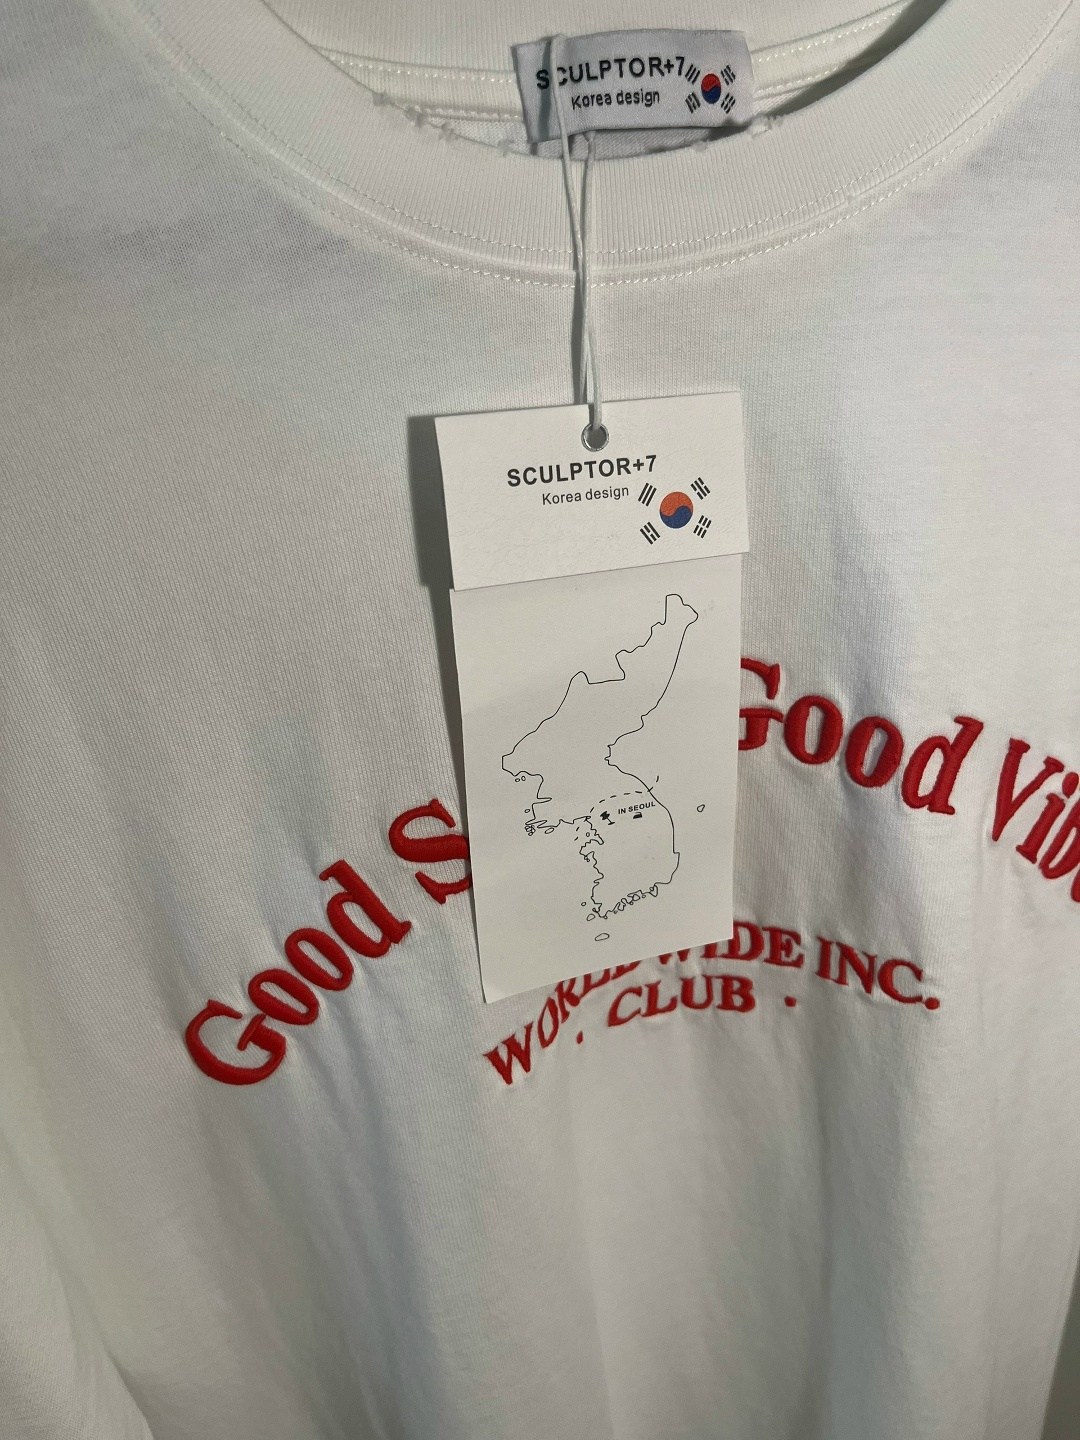 SCULPTOR+7
Korea design
SCULPTOR+7
Korea design
IN SEOUL
Good S Good Vib
WORLDWIDE INC.
. CLUB .